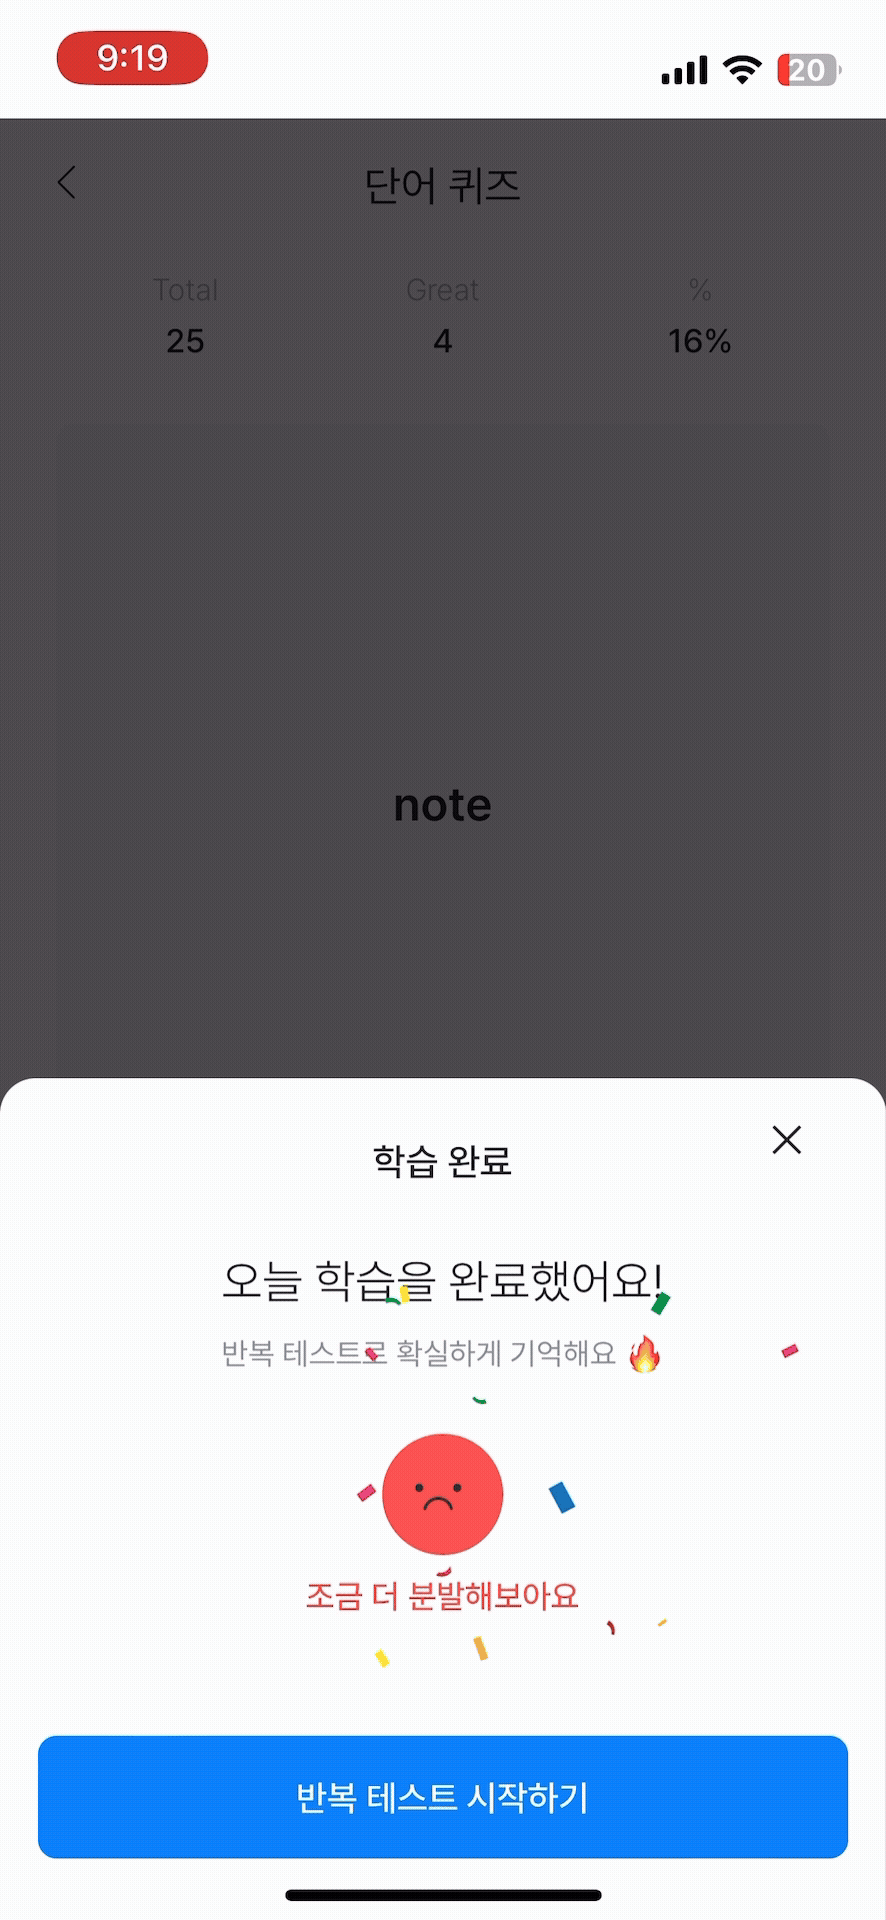 9:19
20
단어 퀴즈
Total Great %
25 4 16%
note
학습 완료
오늘 학습을 완료했어요!
반복 테스트로 확실하게 기억해요 🔥
조금 더 분발해보아요
반복 테스트 시작하기